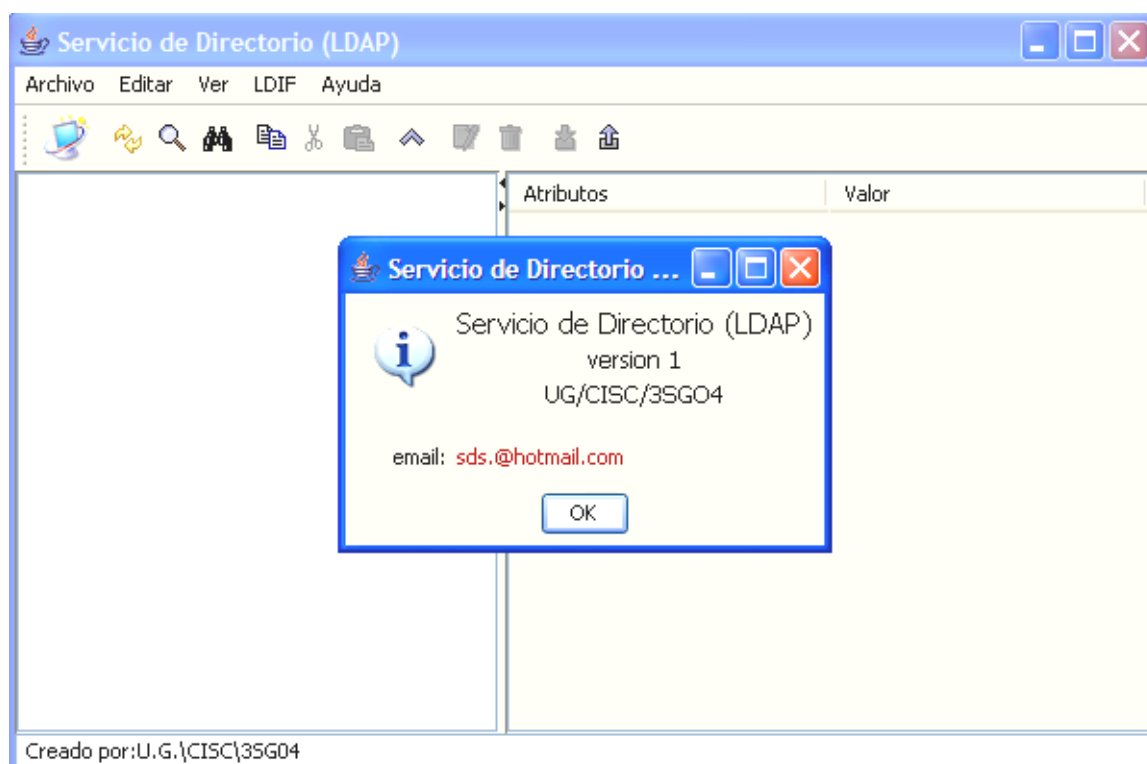 Servicio de Directorio (LDAP)
Archivo Editar Ver LDIF Ayuda
Atributos Valor
Servicio de Directorio ...
Servicio de Directorio (LDAP)
version 1
UG/CISC/3SGO4
email: sds.@hotmail.com
OK
Creado por:U.G.\CISC\3SG04